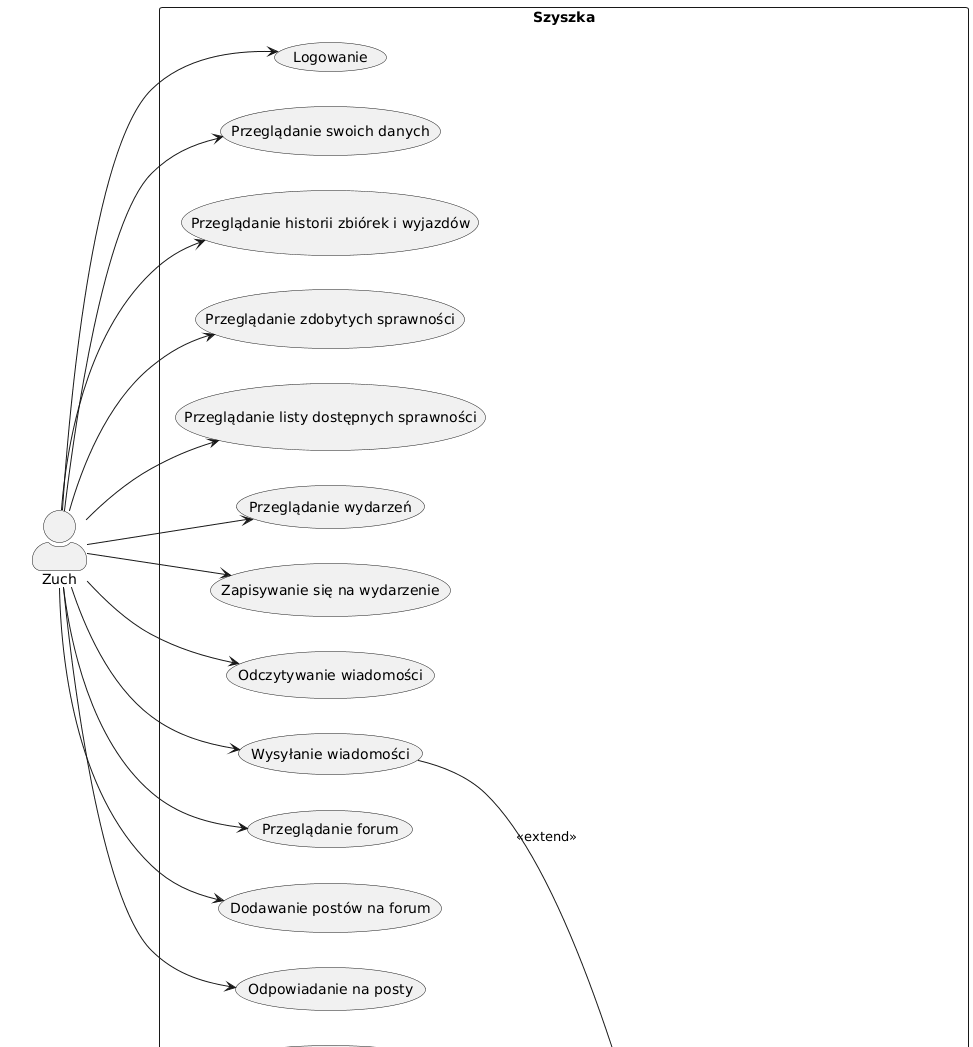 Szyszka
Logowanie
Przeglądanie swoich danych
Przeglądanie historii zbiórek i wyjazdów
Przeglądanie zdobytych sprawności
Przeglądanie listy dostępnych sprawności
Przeglądanie wydarzeń
Zuch
Zapisywanie się na wydarzenie
Odczytywanie wiadomości
Wysyłanie wiadomości
Przeglądanie forum
«extend»
Dodawanie postów na forum
Odpowiadanie na posty